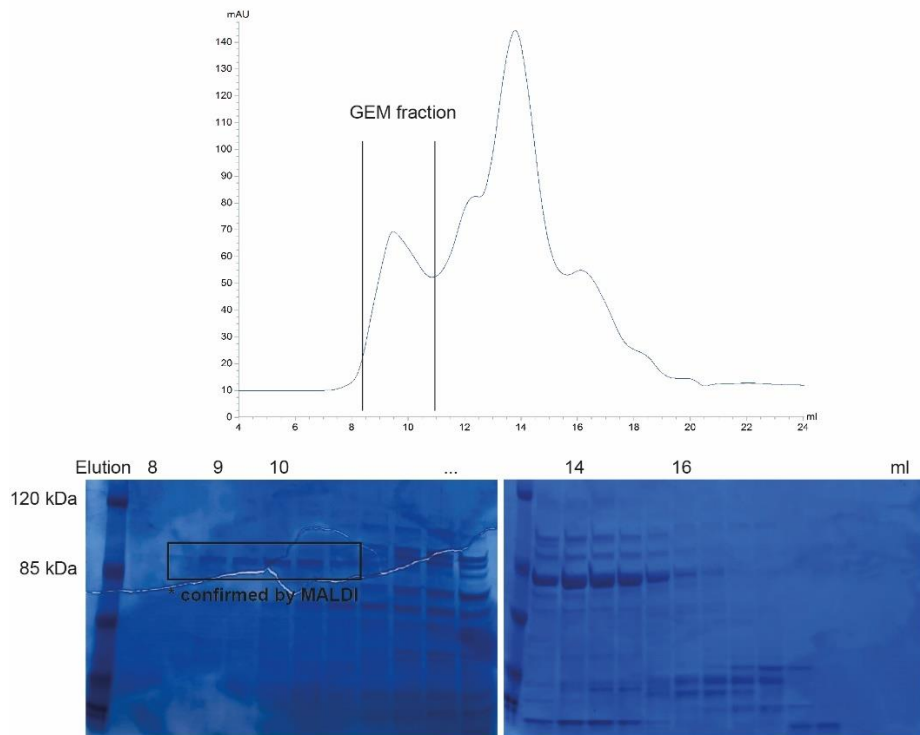 mAU
140
130
120
110
100
90
80
70
60
50
40
30
20
10
0
GEM fraction
4 6 8 10 12 14 16 18 20 22 24 ml
Elution 8 9 10 ... 14 16 ml
120 kDa
85 kDa
* confirmed by MALDI